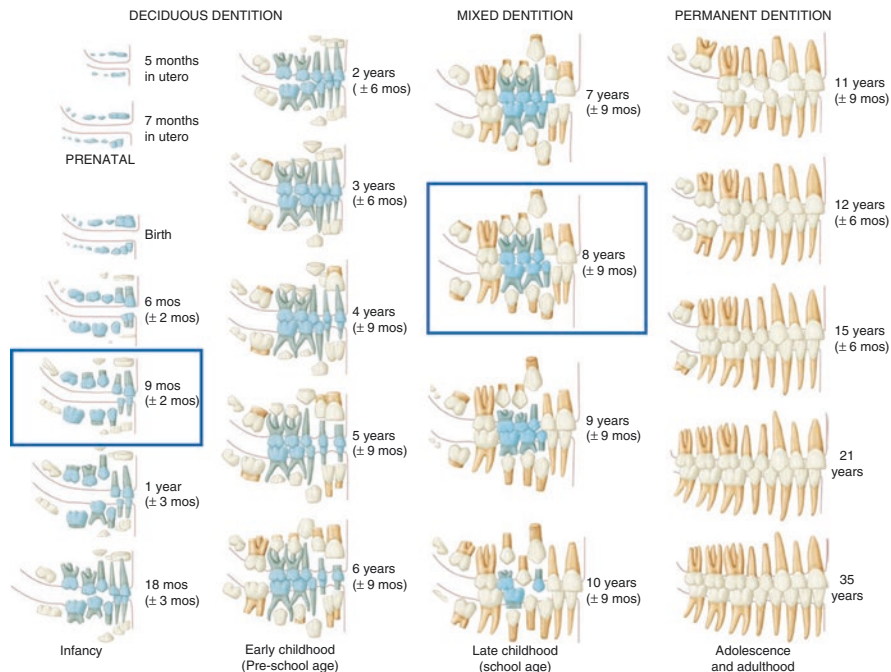 DECIDUOUS DENTITION
5 months
in utero
7 months
in utero
PRENATAL
Birth
6 mos
(± 2 mos)
9 mos
(± 2 mos)
1 year
(± 3 mos)
18 mos
(± 3 mos)
Infancy
2 years
(± 6 mos)
3 years
(± 6 mos)
4 years
(± 9 mos)
5 years
(± 9 mos)
6 years
(± 9 mos)
Early childhood
(Pre-school age)
MIXED DENTITION
7 years
(± 9 mos)
8 years
(± 9 mos)
9 years
(± 9 mos)
10 years
(± 9 mos)
Late childhood
(school age)
PERMANENT DENTITION
11 years
(± 9 mos)
12 years
(± 6 mos)
15 years
(± 6 mos)
21
years
35
years
Adolescence
and adulthood